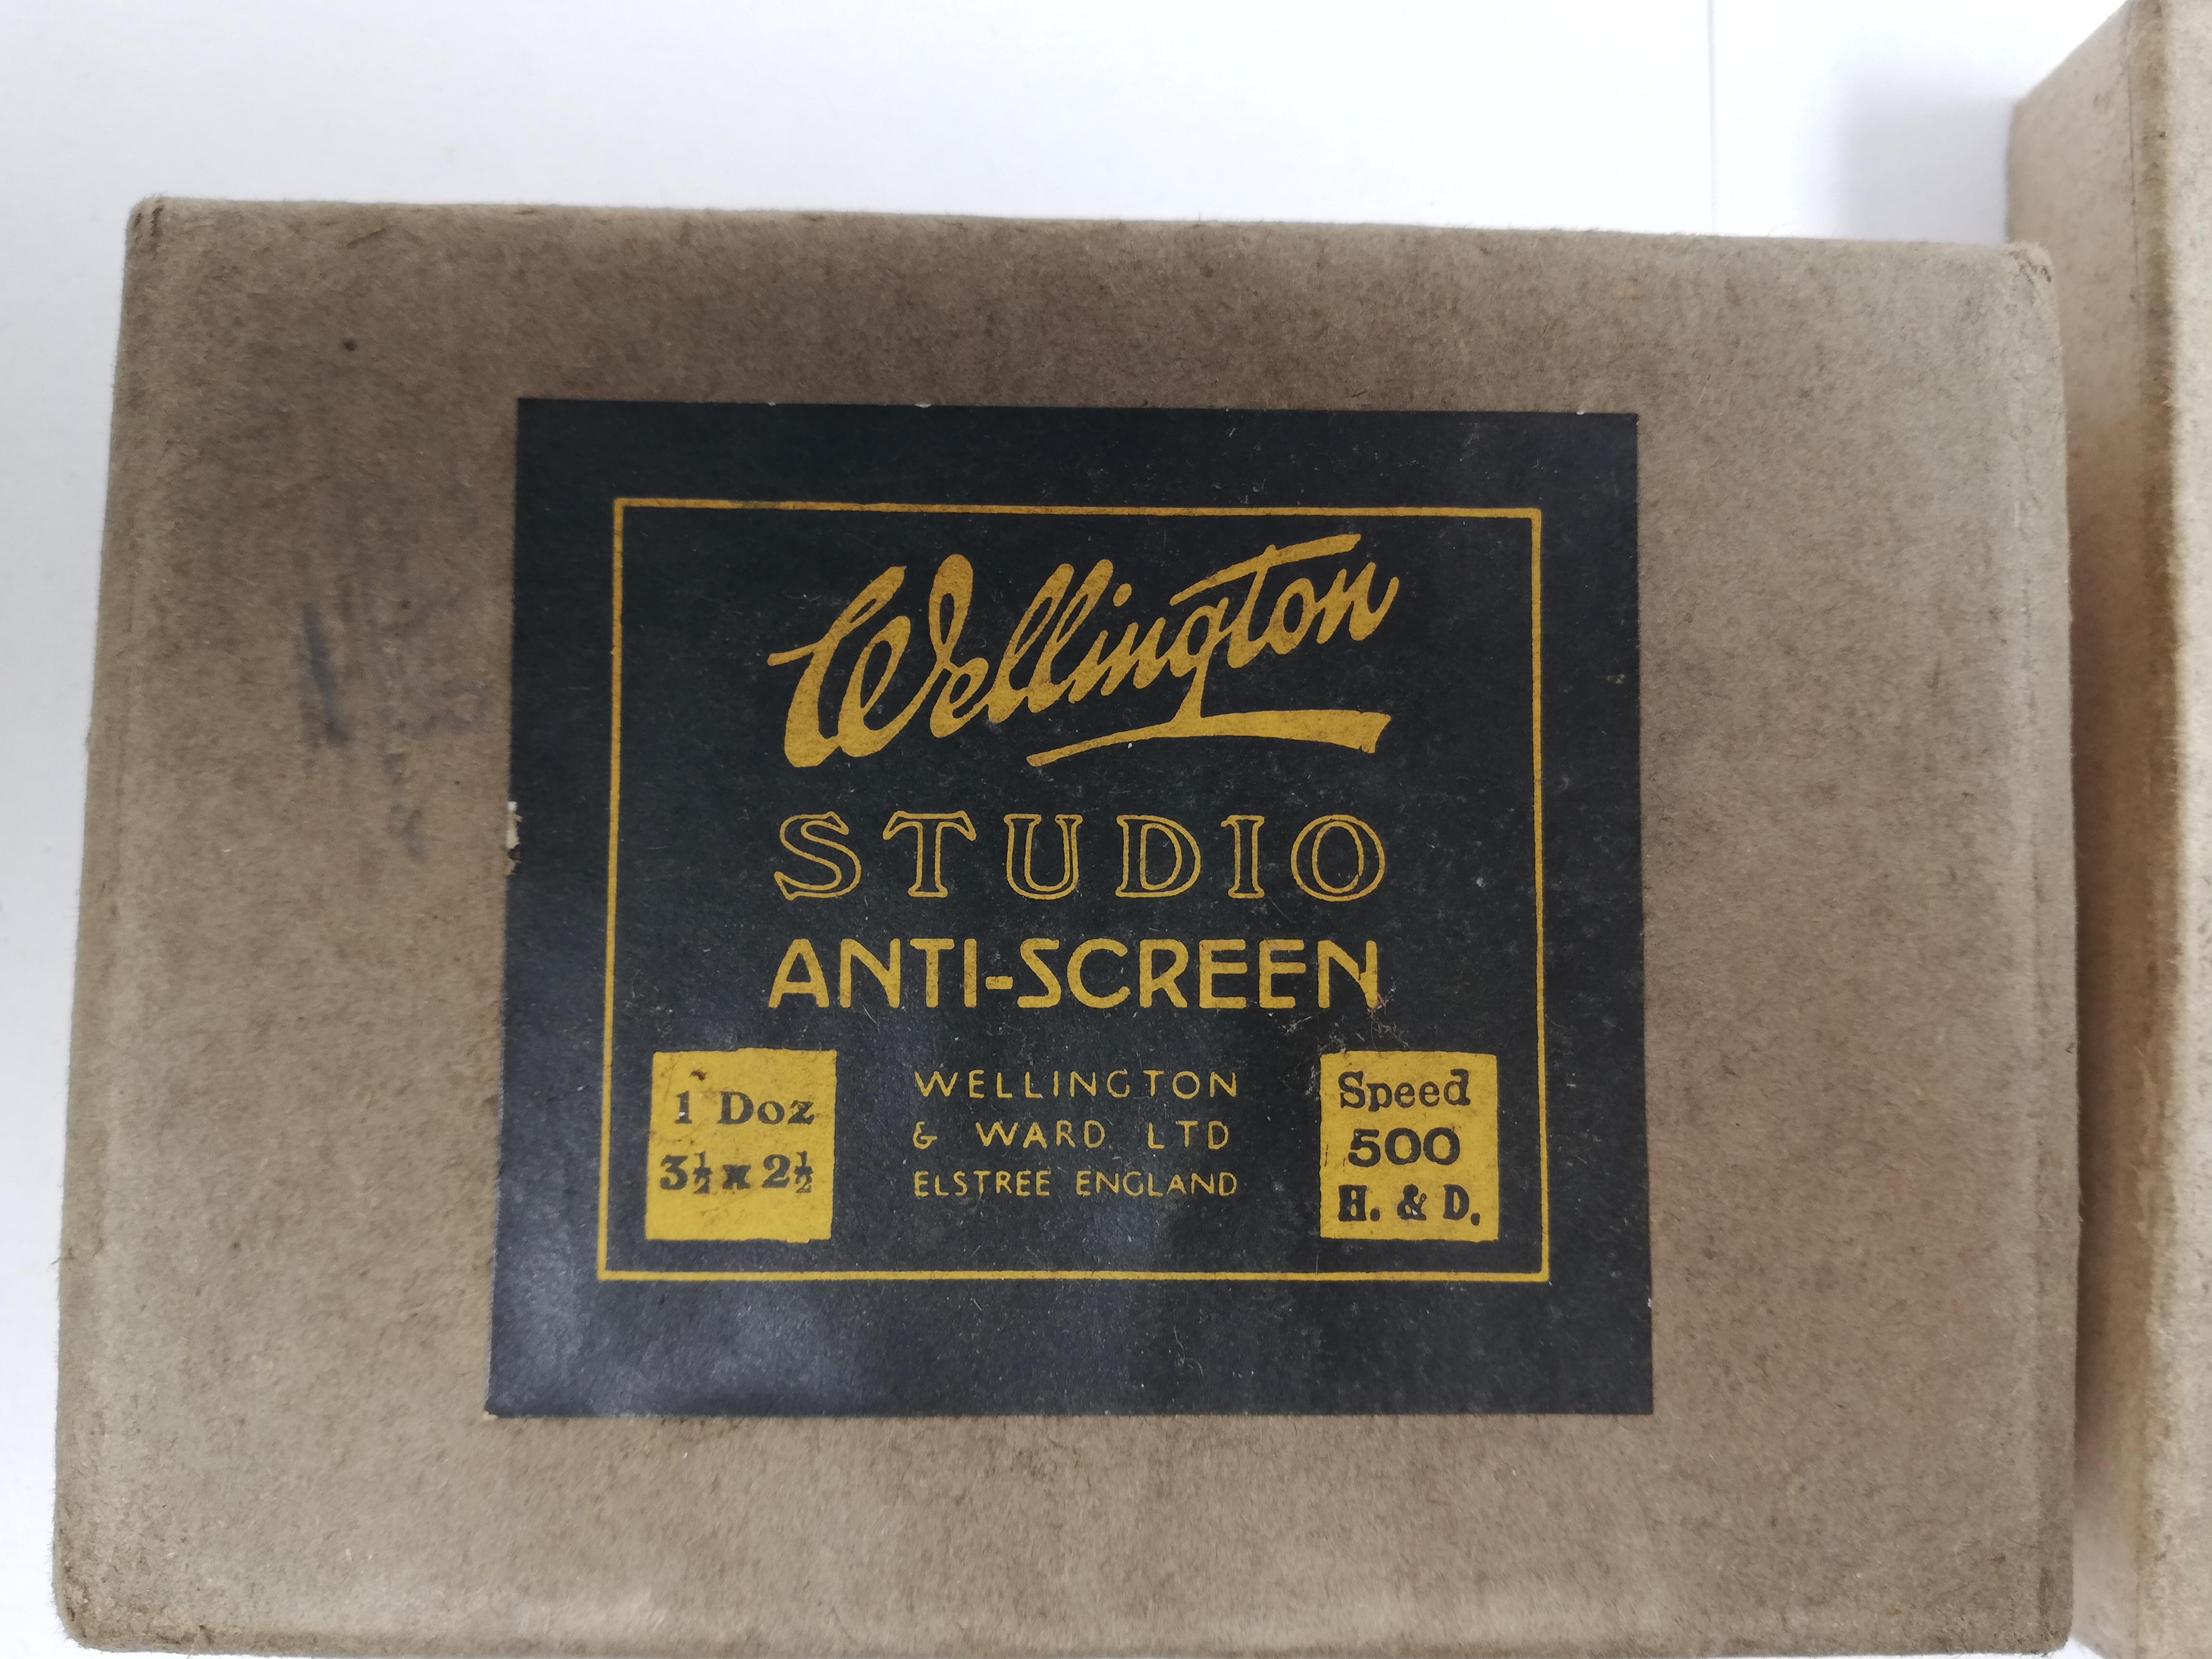 Wellington
STUDIO
ANTI-SCREEN
1 Doz
3½ x 2½
WELLINGTON
& WARD LTD
ELSTREE ENGLAND
Speed
500
H. & D.